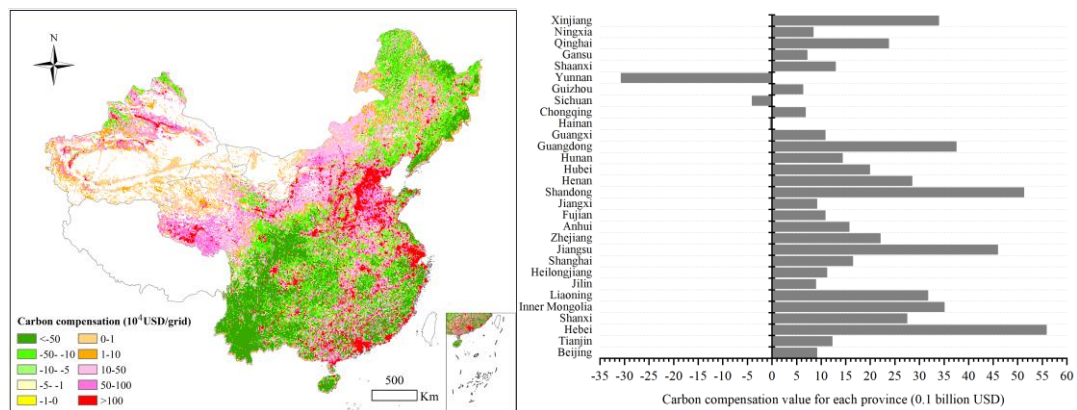 N
Carbon compensation (10⁴USD/grid)
<-50 0-1
-50- -10 1-10
-10- -5 10-50
-5- -1 50-100
-1-0 >100
500
Km
Xinjiang
Ningxia
Qinghai
Gansu
Shaanxi
Yunnan
Guizhou
Sichuan
Chongqing
Hainan
Guangxi
Guangdong
Hunan
Hubei
Henan
Shandong
Jiangxi
Fujian
Anhui
Zhejiang
Jiangsu
Shanghai
Heilongjiang
Jilin
Liaoning
Inner Mongolia
Shanxi
Hebei
Tianjin
Beijing
-35 -30 -25 -20 -15 -10 -5 0 5 10 15 20 25 30 35 40 45 50 55 60
Carbon compensation value for each province (0.1 billion USD)